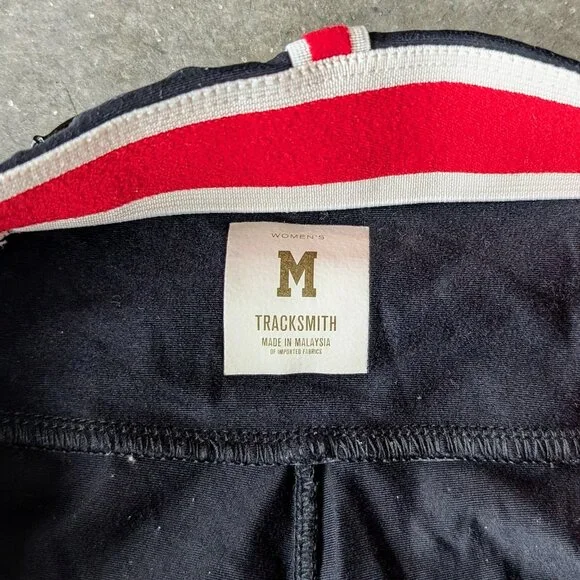 WOMEN'S
M
TRACKSMITH
MADE IN MALAYSIA
OF IMPORTED FABRICS